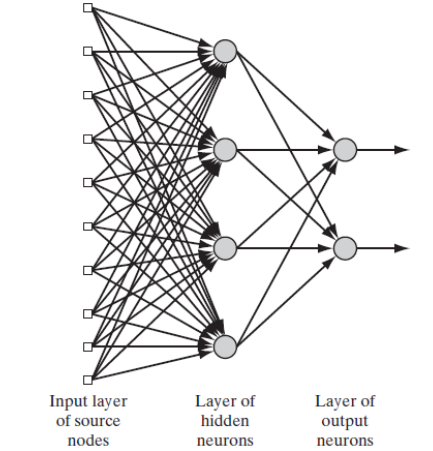 Input layer
of source
nodes
Layer of
hidden
neurons
Layer of
output
neurons